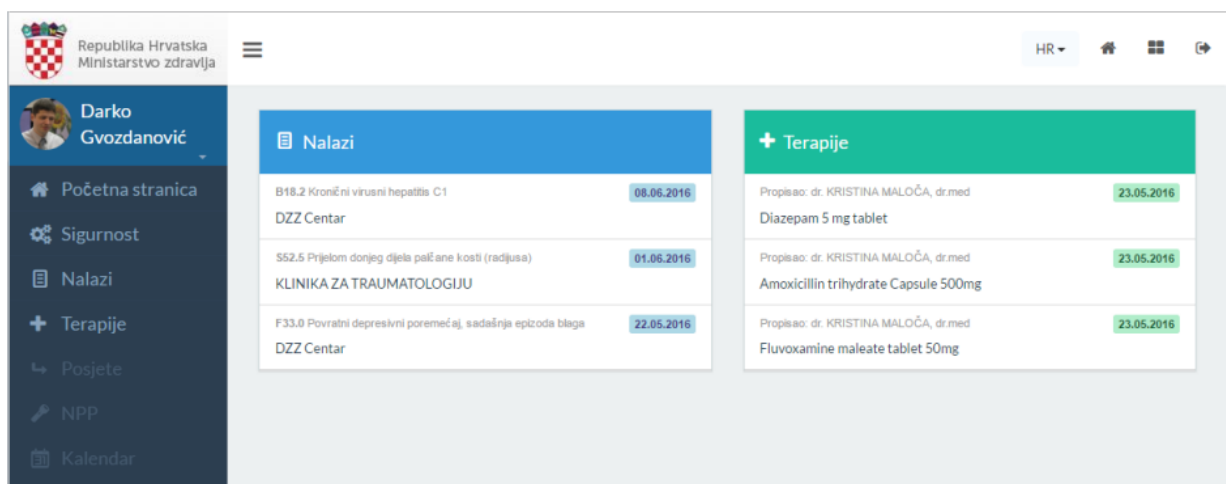 Republika Hrvatska
Ministarstvo zdravlja
HR
Darko
Gvozdanović
Početna stranica
Sigurnost
Nalazi
Terapije
Posjete
NPP
Kalendar
Nalazi
B18.2 Kronični virusni hepatitis C1
08.06.2016
DZZ Centar
S52.5 Prijelom donjeg dijela palčane kosti (radijusa)
01.06.2016
KLINIKA ZA TRAUMATOLOGIJU
F33.0 Povratni depresivni poremećaj, sadašnja epizoda blaga
22.05.2016
DZZ Centar
Terapije
Propisao: dr. KRISTINA MALOČA, dr.med
23.05.2016
Diazepam 5 mg tablet
Propisao: dr. KRISTINA MALOČA, dr.med
23.05.2016
Amoxicillin trihydrate Capsule 500mg
Propisao: dr. KRISTINA MALOČA, dr.med
23.05.2016
Fluvoxamine maleate tablet 50mg